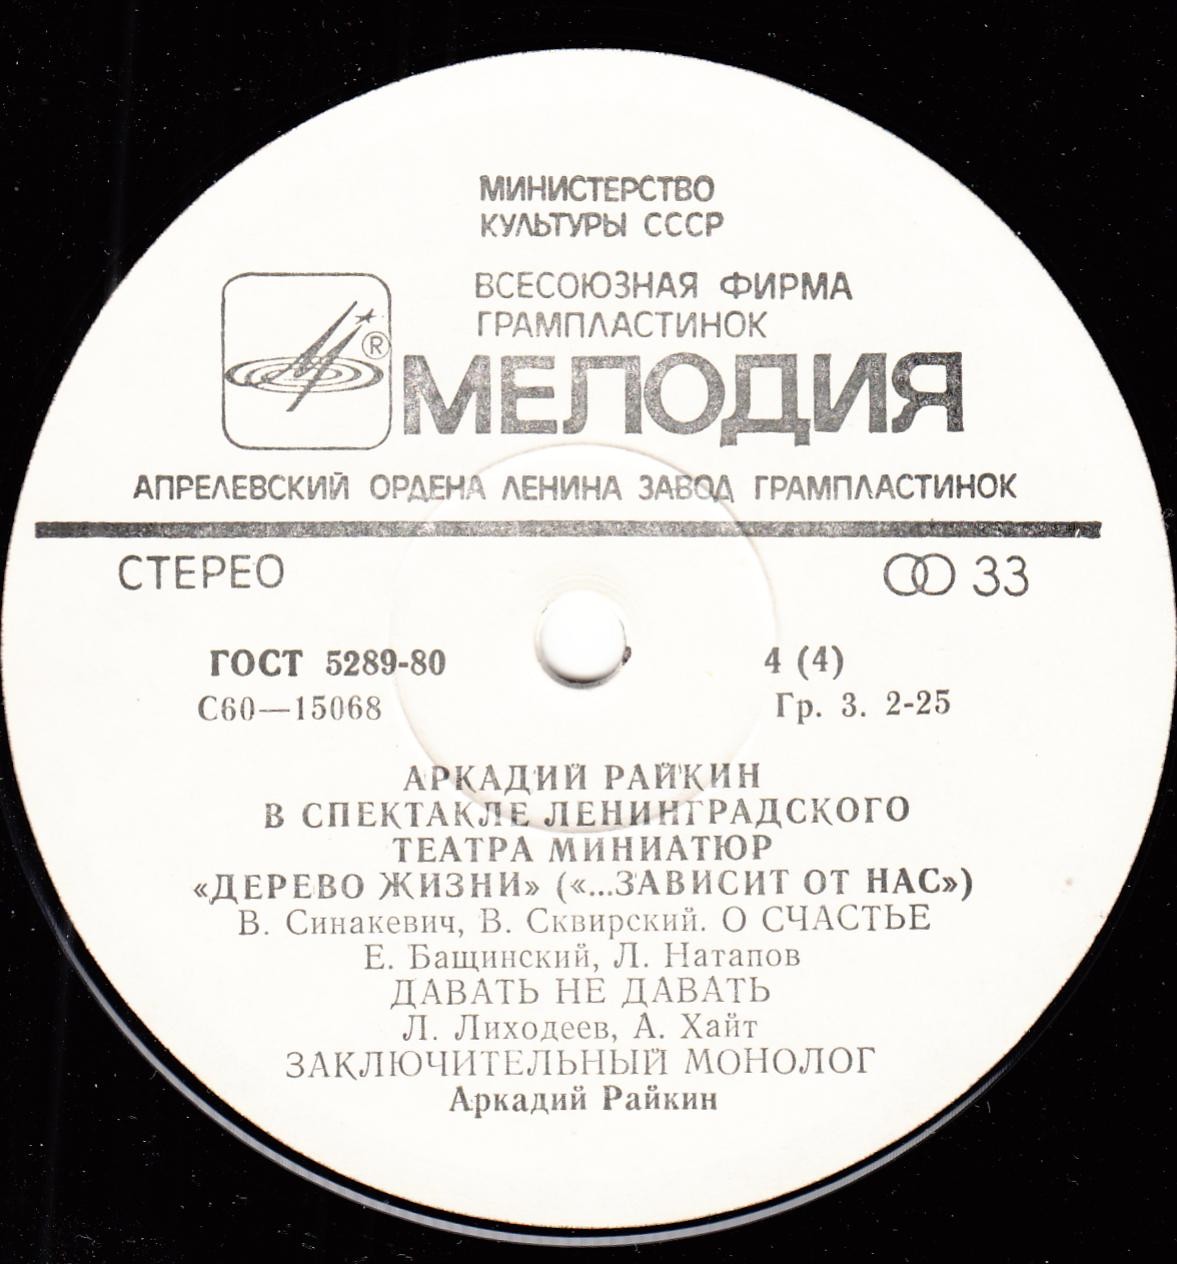 МИНИСТЕРСТВО
КУЛЬТУРЫ СССР
ВСЕСОЮЗНАЯ ФИРМА
ГРАМПЛАСТИНОК
®
МЕЛОДИЯ
АПРЕЛЕВСКИЙ ОРДЕНА ЛЕНИНА ЗАВОД ГРАМПЛАСТИНОК
СТЕРЕО 33
ГОСТ 5289-80 4 (4)
С60—15068 Гр. 3. 2-25
АРКАДИЙ РАЙКИН
В СПЕКТАКЛЕ ЛЕНИНГРАДСКОГО
ТЕАТРА МИНИАТЮР
«ДЕРЕВО ЖИЗНИ» («...ЗАВИСИТ ОТ НАС»)
В. Синакевич, В. Сквирский. О СЧАСТЬЕ
Е. Бащинский, Л. Натапов
ДАВАТЬ НЕ ДАВАТЬ
Л. Лиходеев, А. Хайт
ЗАКЛЮЧИТЕЛЬНЫЙ МОНОЛОГ
Аркадий Райкин